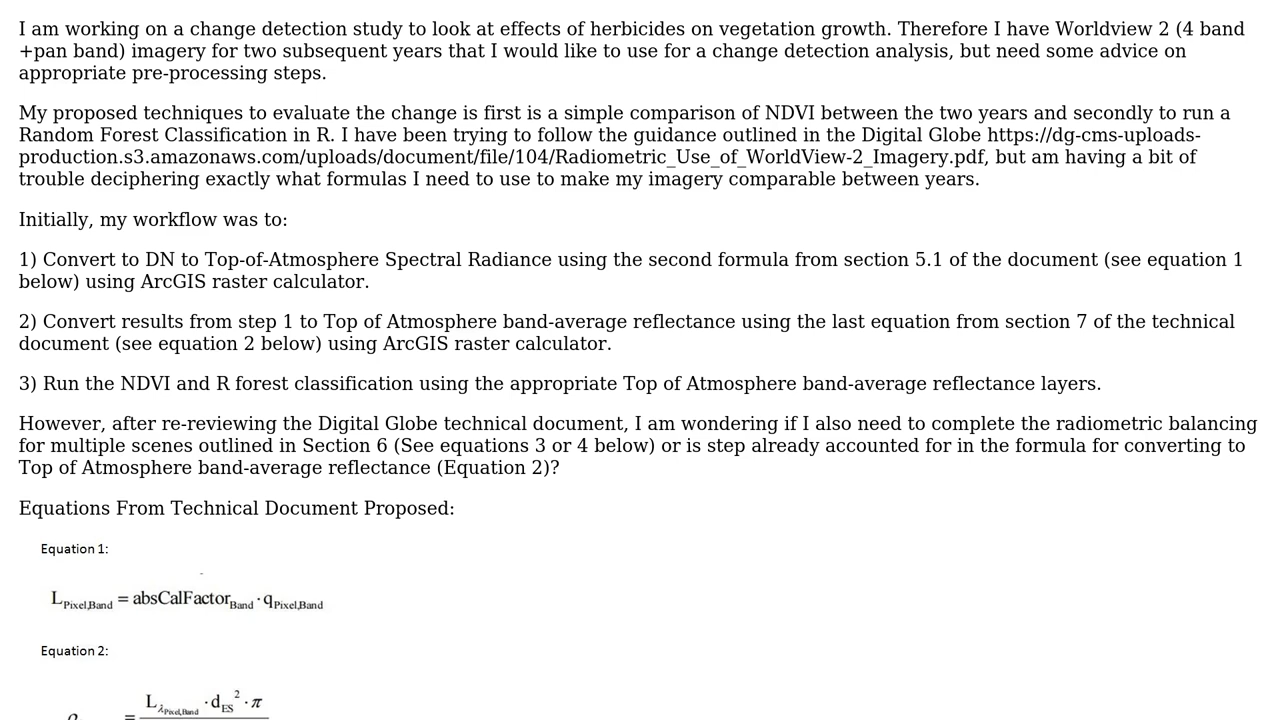 I am working on a change detection study to look at effects of herbicides on vegetation growth. Therefore I have Worldview 2 (4 band
+pan band) imagery for two subsequent years that I would like to use for a change detection analysis, but need some advice on
appropriate pre-processing steps.
My proposed techniques to evaluate the change is first is a simple comparison of NDVI between the two years and secondly to run a
Random Forest Classification in R. I have been trying to follow the guidance outlined in the Digital Globe https://dg-cms-uploads-
production.s3.amazonaws.com/uploads/document/file/104/Radiometric_Use_of_WorldView-2_Imagery.pdf, but am having a bit of
trouble deciphering exactly what formulas I need to use to make my imagery comparable between years.
Initially, my workflow was to:
1) Convert to DN to Top-of-Atmosphere Spectral Radiance using the second formula from section 5.1 of the document (see equation 1
below) using ArcGIS raster calculator.
2) Convert results from step 1 to Top of Atmosphere band-average reflectance using the last equation from section 7 of the technical
document (see equation 2 below) using ArcGIS raster calculator.
3) Run the NDVI and R forest classification using the appropriate Top of Atmosphere band-average reflectance layers.
However, after re-reviewing the Digital Globe technical document, I am wondering if I also need to complete the radiometric balancing
for multiple scenes outlined in Section 6 (See equations 3 or 4 below) or is step already accounted for in the formula for converting to
Top of Atmosphere band-average reflectance (Equation 2)?
Equations From Technical Document Proposed:
Equation 1:
L Pixel,Band = absCalFactor Band · q Pixel,Band
Equation 2:
L λ Pixel,Band · d ES 2 · π
=